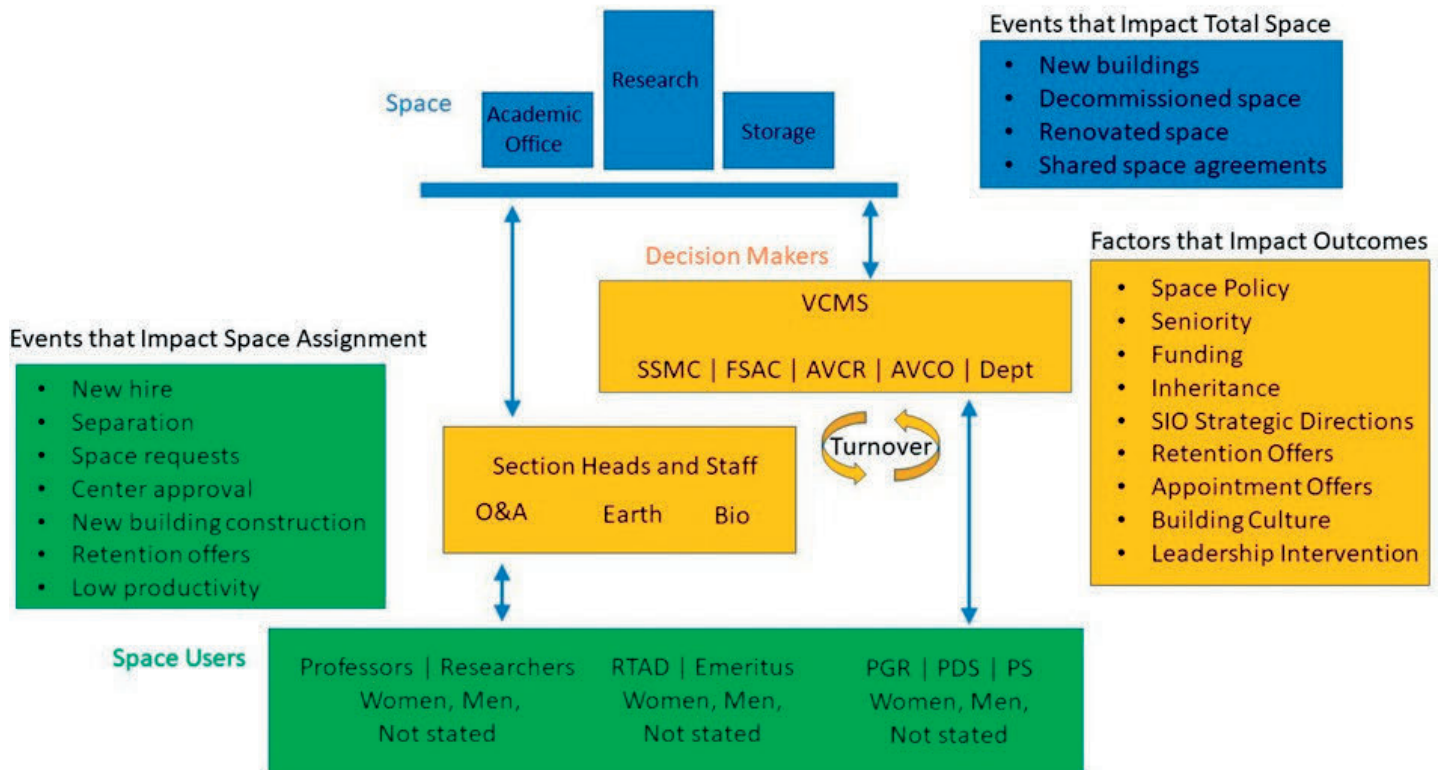 Events that Impact Total Space
• New buildings
• Decommissioned space
• Renovated space
• Shared space agreements
Space
Academic
Office
Research
Storage
Decision Makers
VCMS
SSMC | FSAC | AVCR | AVCO | Dept
Turnover
Section Heads and Staff
O&A Earth Bio
Factors that Impact Outcomes
• Space Policy
• Seniority
• Funding
• Inheritance
• SIO Strategic Directions
• Retention Offers
• Appointment Offers
• Building Culture
• Leadership Intervention
Events that Impact Space Assignment
• New hire
• Separation
• Space requests
• Center approval
• New building construction
• Retention offers
• Low productivity
Space Users
Professors | Researchers
Women, Men,
Not stated
RTAD | Emeritus
Women, Men,
Not stated
PGR | PDS | PS
Women, Men,
Not stated